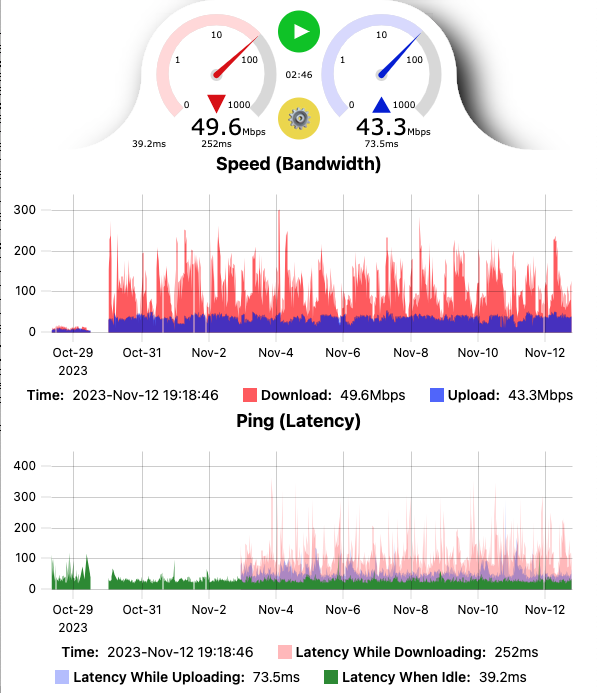 10 10
1 100 1 100
02:46
0 1000 0 1000
49.6Mbps 43.3Mbps
39.2ms 252ms 73.5ms
Speed (Bandwidth)
300
200
100
0
Oct-29 Oct-31 Nov-2 Nov-4 Nov-6 Nov-8 Nov-10 Nov-12
2023
Time: 2023-Nov-12 19:18:46 Download: 49.6Mbps Upload: 43.3Mbps
Ping (Latency)
400
300
200
100
0
Oct-29 Oct-31 Nov-2 Nov-4 Nov-6 Nov-8 Nov-10 Nov-12
2023
Time: 2023-Nov-12 19:18:46 Latency While Downloading: 252ms
Latency While Uploading: 73.5ms Latency When Idle: 39.2ms